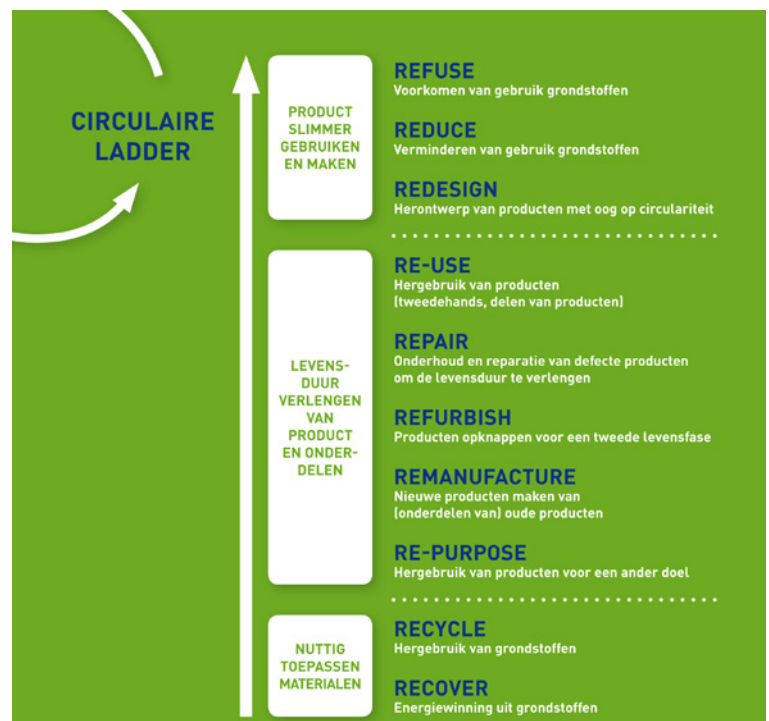 CIRCULAIRE
LADDER
PRODUCT
SLIMMER
GEBRUIKEN
EN MAKEN
REFUSE
Voorkomen van gebruik grondstoffen
REDUCE
Verminderen van gebruik grondstoffen
REDESIGN
Herontwerp van producten met oog op circulariteit
LEVENS-
DUUR
VERLENGEN
VAN
PRODUCT
EN ONDER-
DELEN
RE-USE
Hergebruik van producten
(tweedehands, delen van producten)
REPAIR
Onderhoud en reparatie van defecte producten
om de levensduur te verlengen
REFURBISH
Producten opknappen voor een tweede levensfase
REMANUFACTURE
Nieuwe producten maken van
(onderdelen van) oude producten
RE-PURPOSE
Hergebruik van producten voor een ander doel
NUTTIG
TOEPASSEN
MATERIALEN
RECYCLE
Hergebruik van grondstoffen
RECOVER
Energiewinning uit grondstoffen